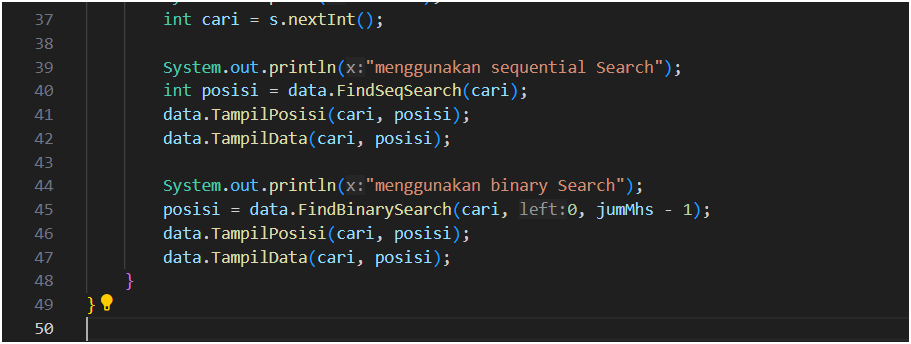 37 int cari = s.nextInt();
38
39 System.out.println(x:"menggunakan sequential Search");
40 int posisi = data.FindSeqSearch(cari);
41 data.TampilPosisi(cari, posisi);
42 data.TampilData(cari, posisi);
43
44 System.out.println(x:"menggunakan binary Search");
45 posisi = data.FindBinarySearch(cari, left:0, jumMhs - 1);
46 data.TampilPosisi(cari, posisi);
47 data.TampilData(cari, posisi);
48 }
49 }
50